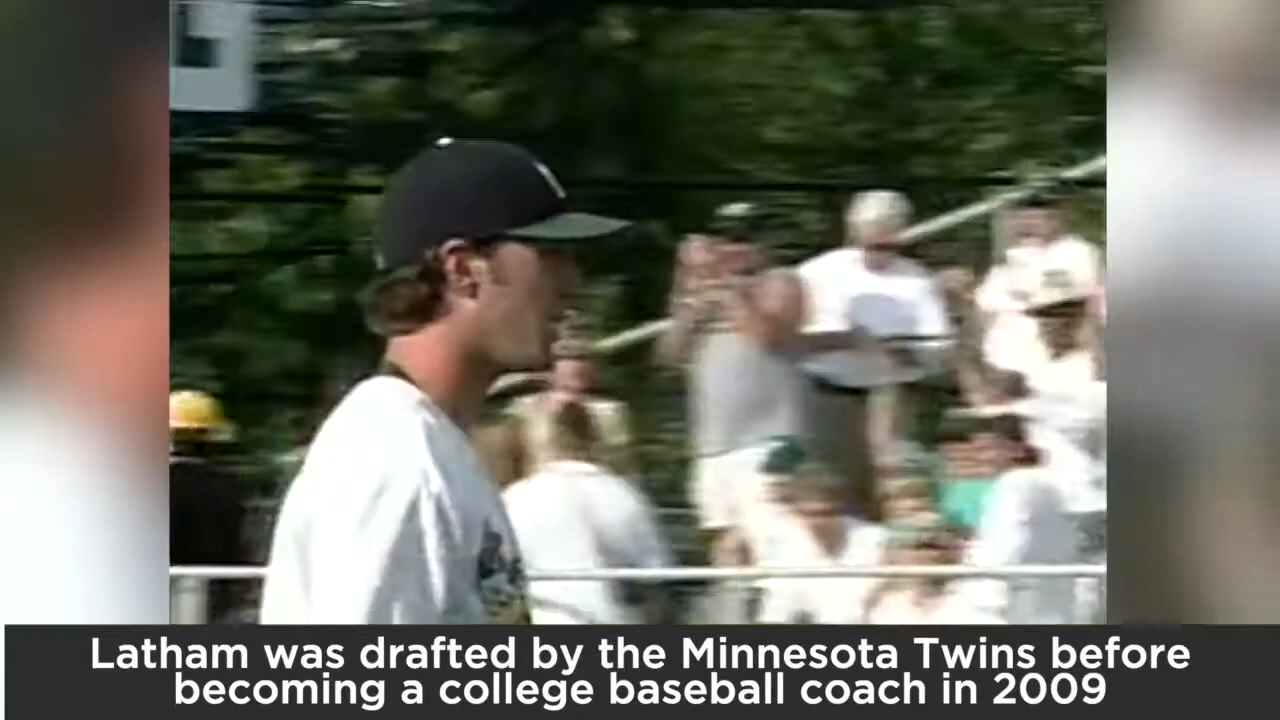 Latham was drafted by the Minnesota Twins before
becoming a college baseball coach in 2009